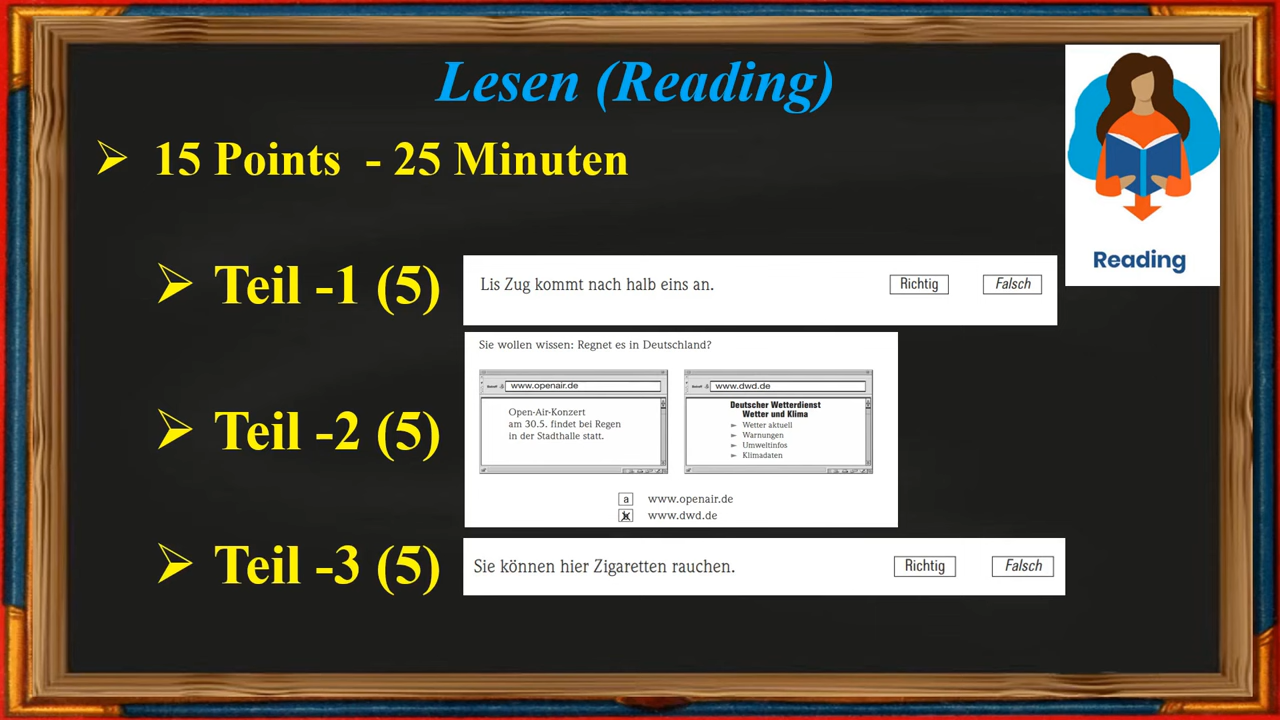 Lesen (Reading)
15 Points - 25 Minuten
Reading
Teil -1 (5)
Lis Zug kommt nach halb eins an.
Richtig
Falsch
Teil -2 (5)
Sie wollen wissen: Regnet es in Deutschland?
www.openair.de
Open-Air-Konzert
am 30.5. findet bei Regen
in der Stadthalle statt.
www.dwd.de
Deutscher Wetterdienst
Wetter und Klima
Wetter aktuell
Warnungen
Umweltinfos
Klimadaten
a www.openair.de
www.dwd.de
Teil -3 (5)
Sie können hier Zigaretten rauchen.
Richtig
Falsch